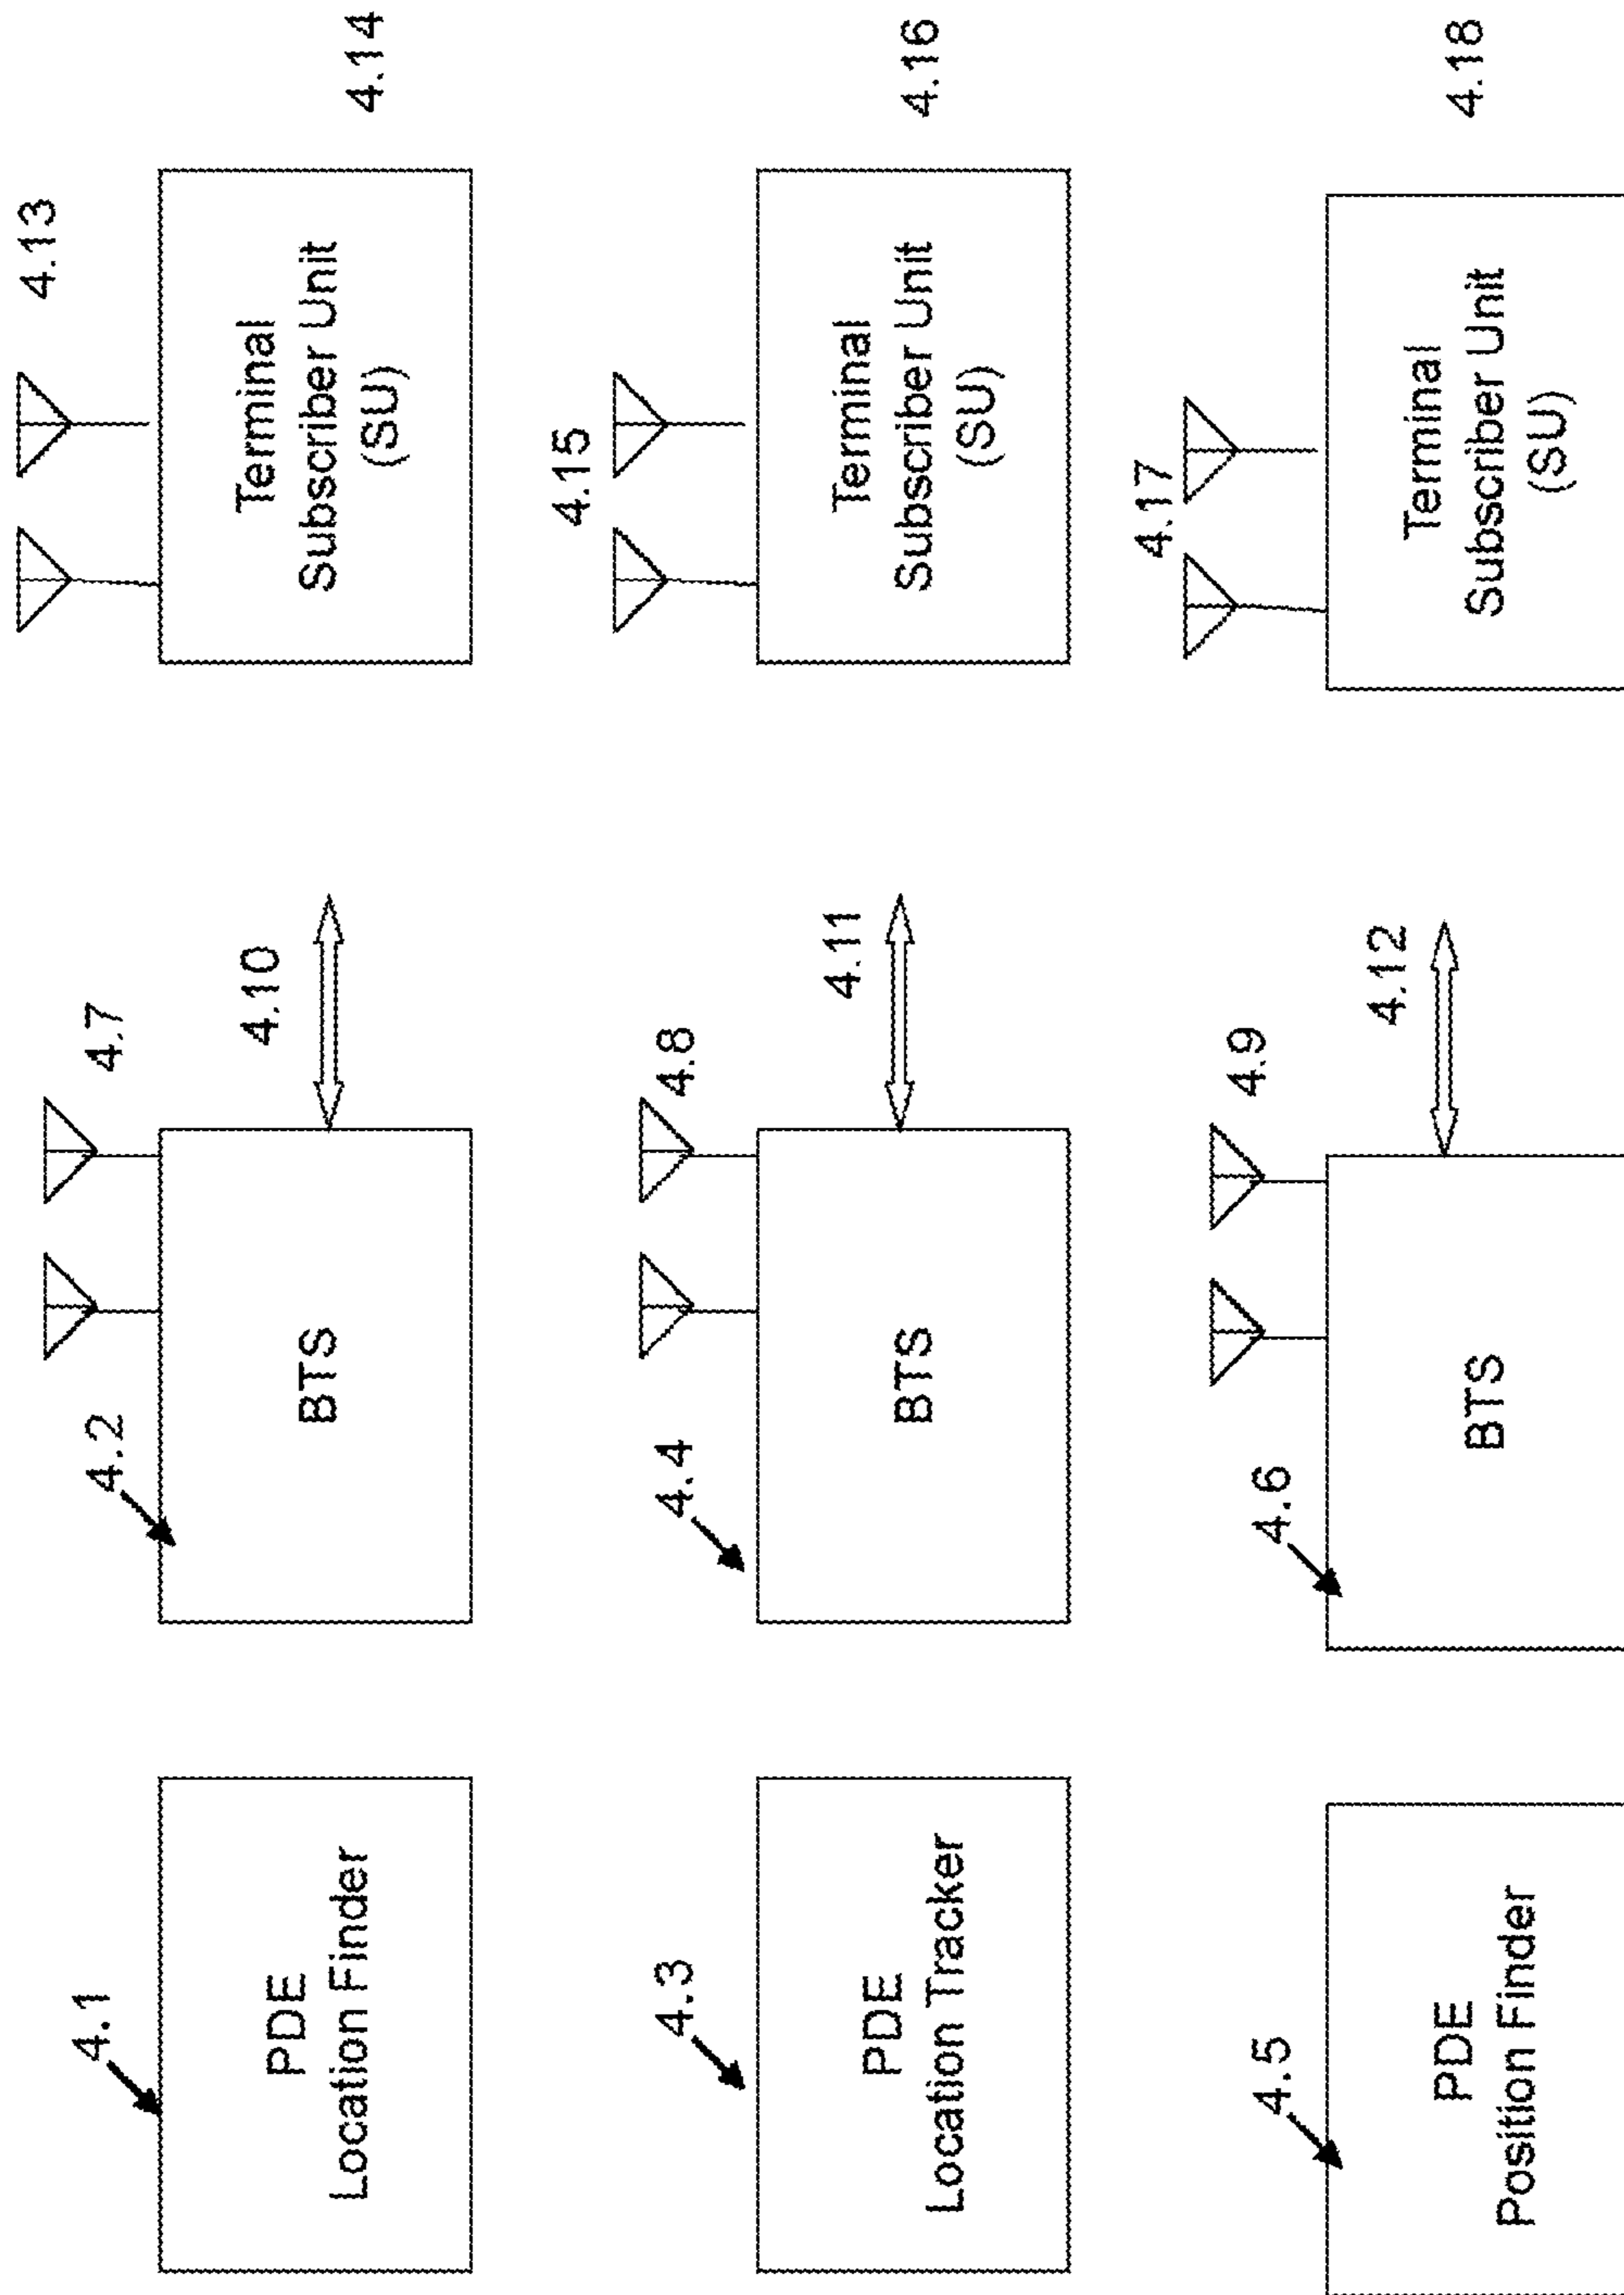 4.1
PDE
Location Finder
4.2
BTS
4.7
4.10
4.13
Terminal
Subscriber Unit
(SU)
4.14
4.3
PDE
Location Tracker
4.4
BTS
4.8
4.11
4.15
Terminal
Subscriber Unit
(SU)
4.16
4.5
PDE
Position Finder
4.6
BTS
4.9
4.12
4.17
Terminal
Subscriber Unit
(SU)
4.18